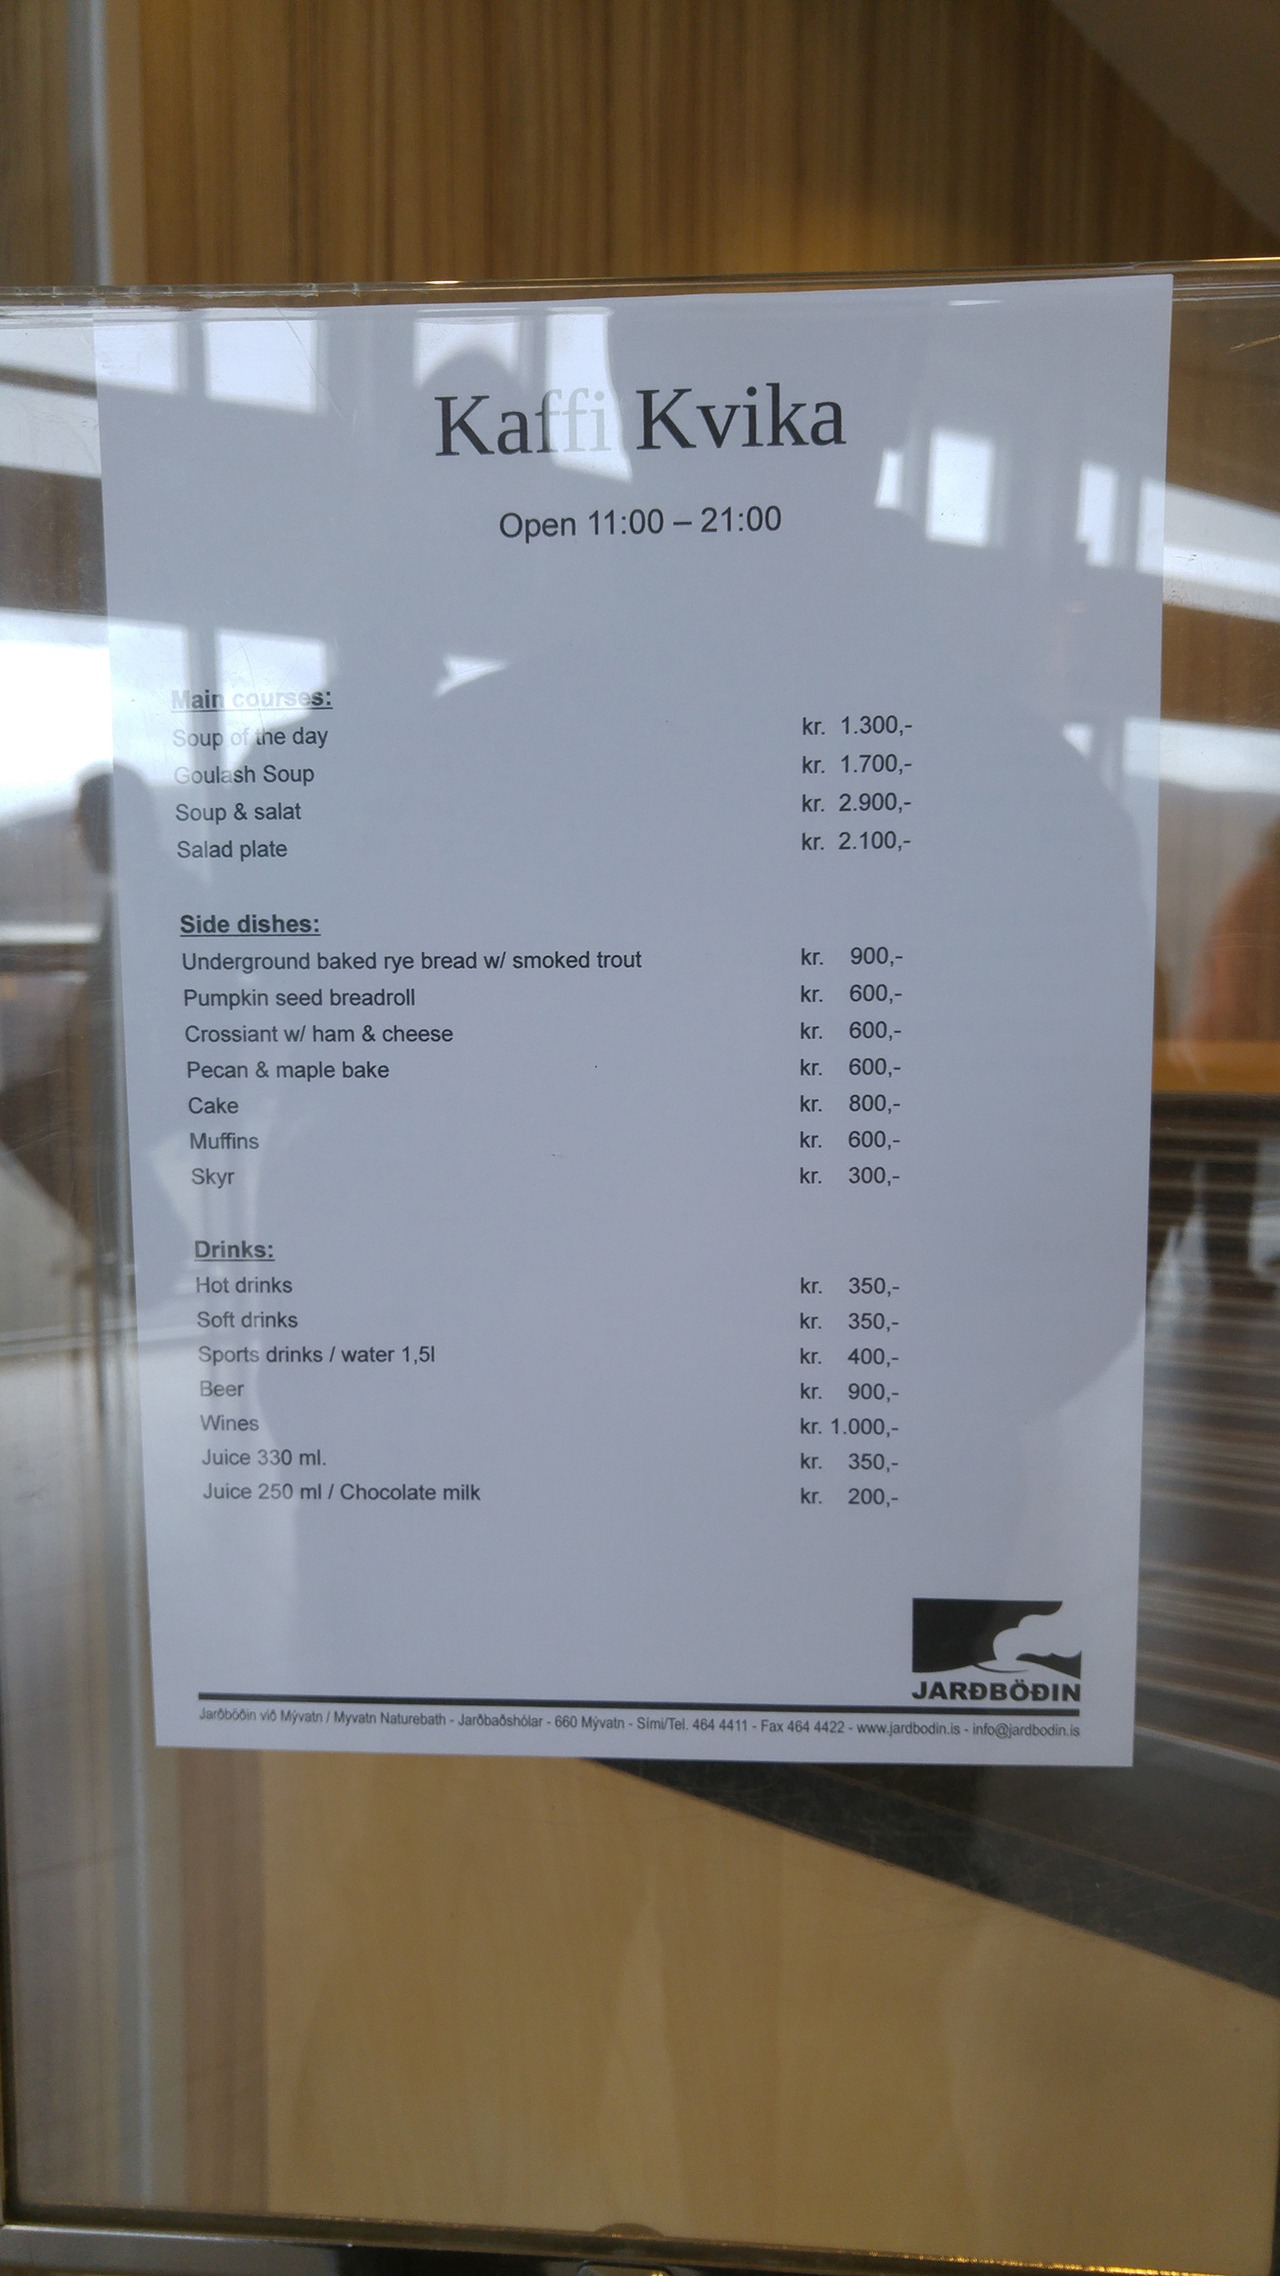 Kaffi Kvika
Open 11:00 – 21:00
Main courses:
Soup of the day kr. 1.300,-
Goulash Soup kr. 1.700,-
Soup & salat kr. 2.900,-
Salad plate kr. 2.100,-
Side dishes:
Underground baked rye bread w/ smoked trout kr. 900,-
Pumpkin seed breadroll kr. 600,-
Crossiant w/ ham & cheese kr. 600,-
Pecan & maple bake kr. 600,-
Cake kr. 800,-
Muffins kr. 600,-
Skyr kr. 300,-
Drinks:
Hot drinks kr. 350,-
Soft drinks kr. 350,-
Sports drinks / water 1,5l kr. 400,-
Beer kr. 900,-
Wines kr. 1.000,-
Juice 330 ml. kr. 350,-
Juice 250 ml / Chocolate milk kr. 200,-
JARÐBÖÐIN
Jarðböðin við Mývatn / Myvatn Naturebath - Jarðbaðshólar - 660 Mývatn - Sími/Tel. 464 4411 - Fax 464 4422 - www.jardbodin.is - info@jardbodin.is